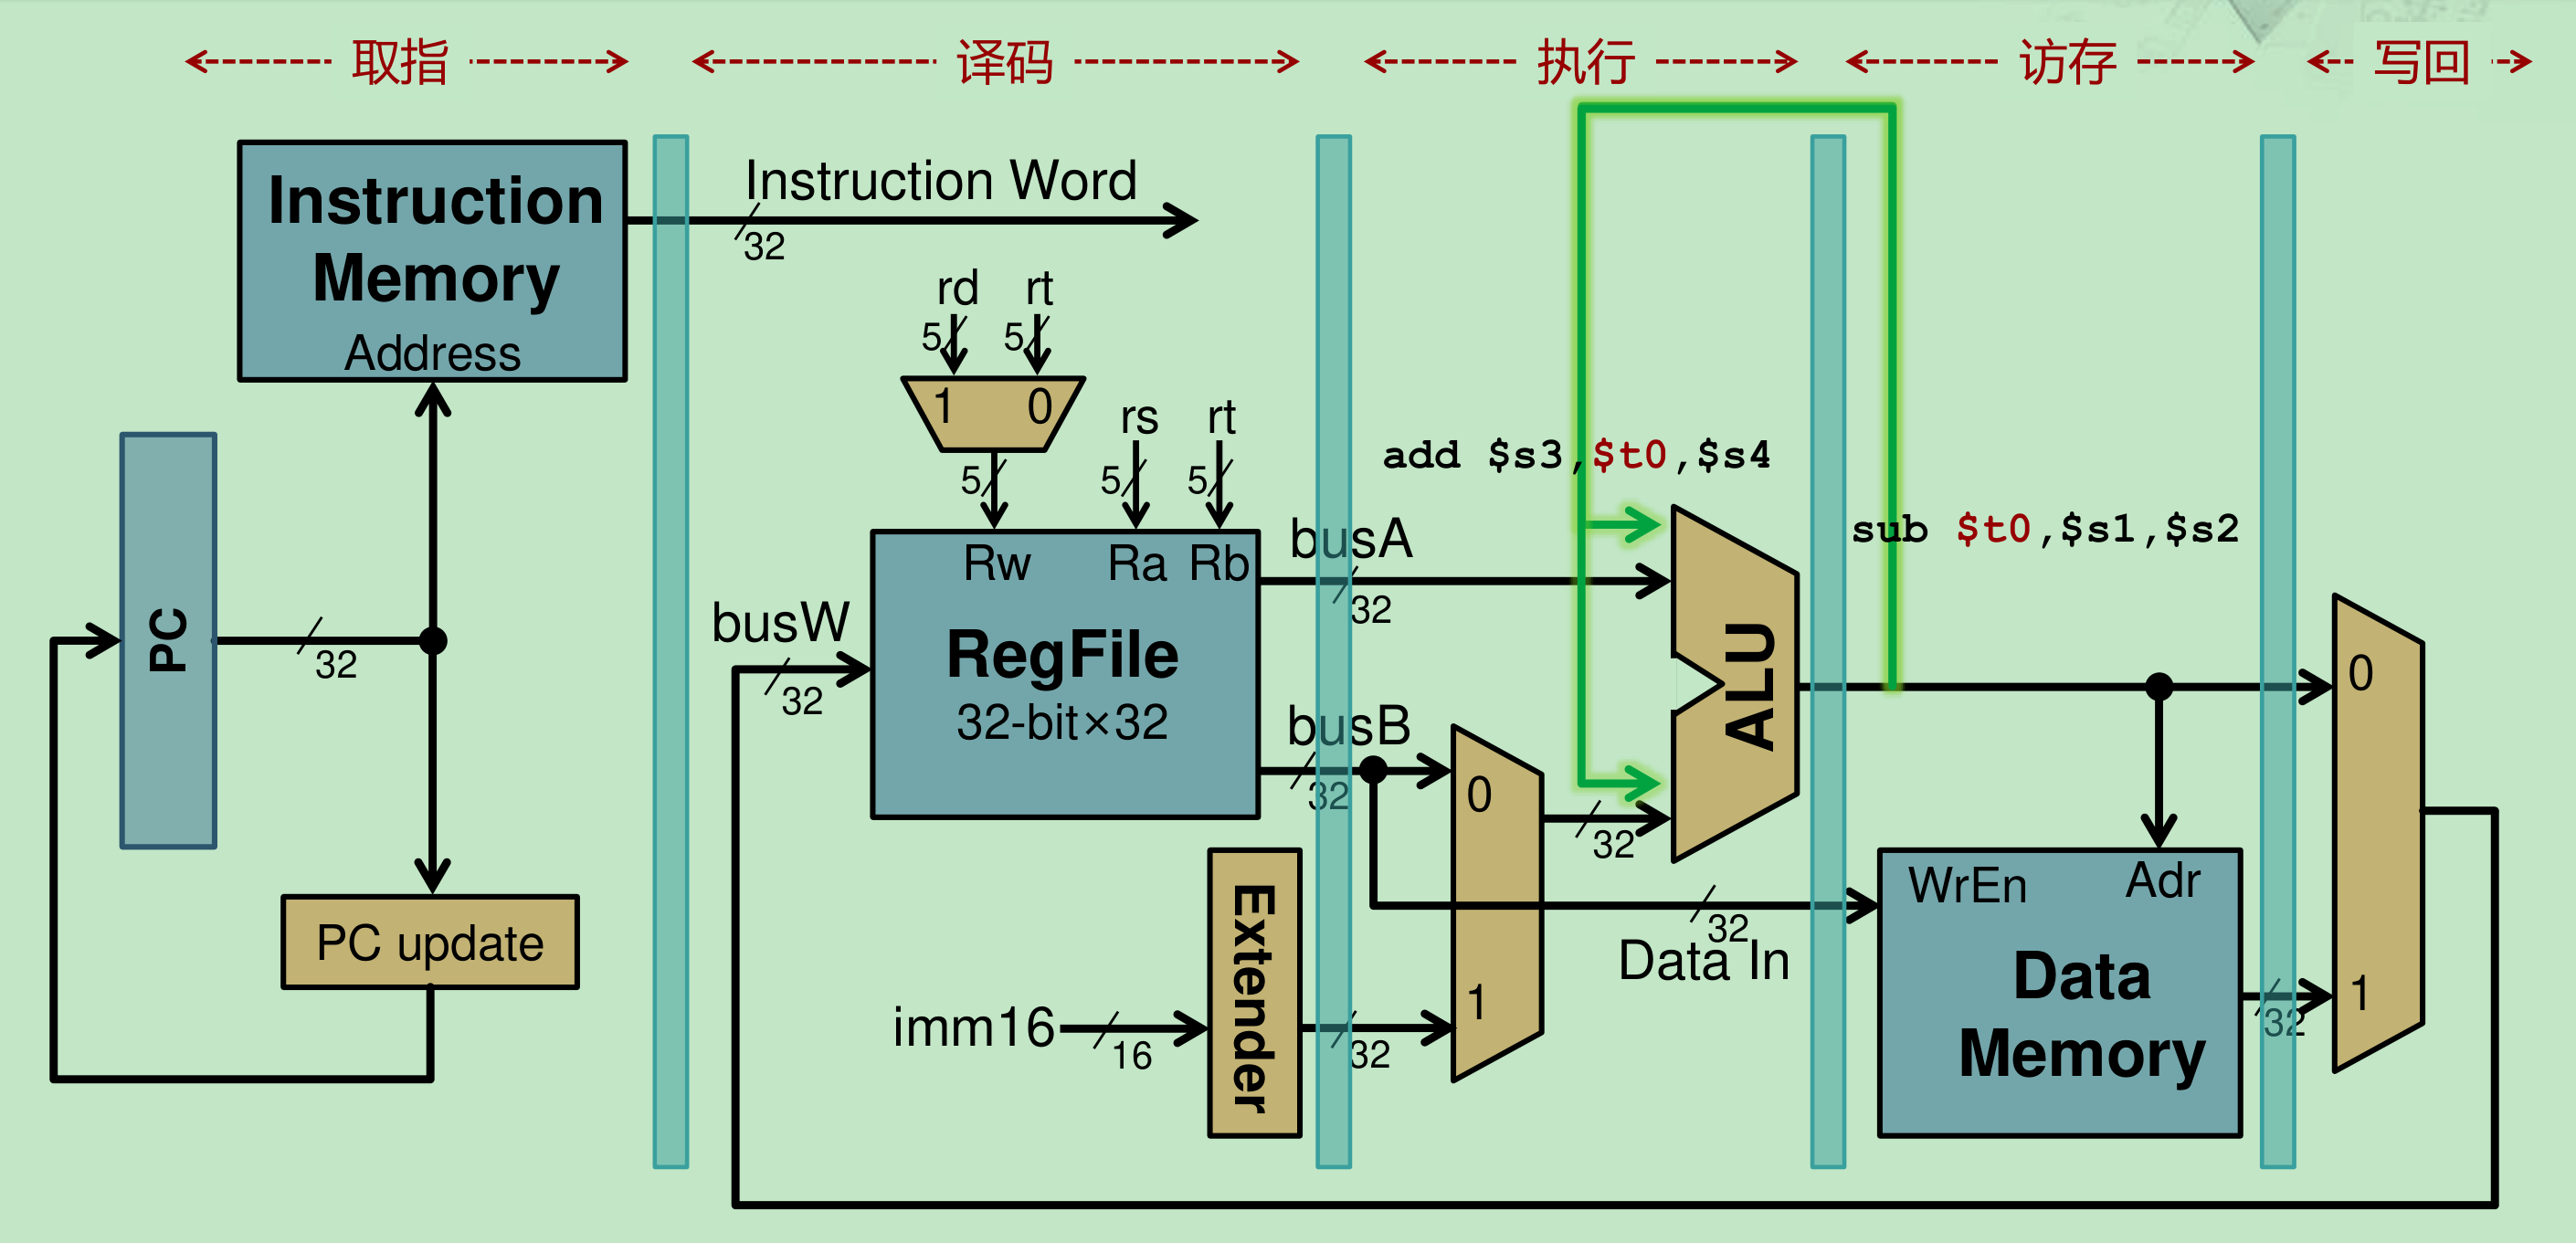 取指
译码
执行
访存
写回
Instruction
Memory
Address
Instruction Word
32
rd
rt
5
5
1
0
rs
rt
5
5
5
add $s3,$t0,$s4
sub $t0,$s1,$s2
PC
32
busW
32
Rw
Ra
Rb
RegFile
32-bit×32
busA
32
busB
32
0
1
32
ALU
0
1
PC update
Extender
imm16
16
32
32
Data In
WrEn
Adr
Data
Memory
32